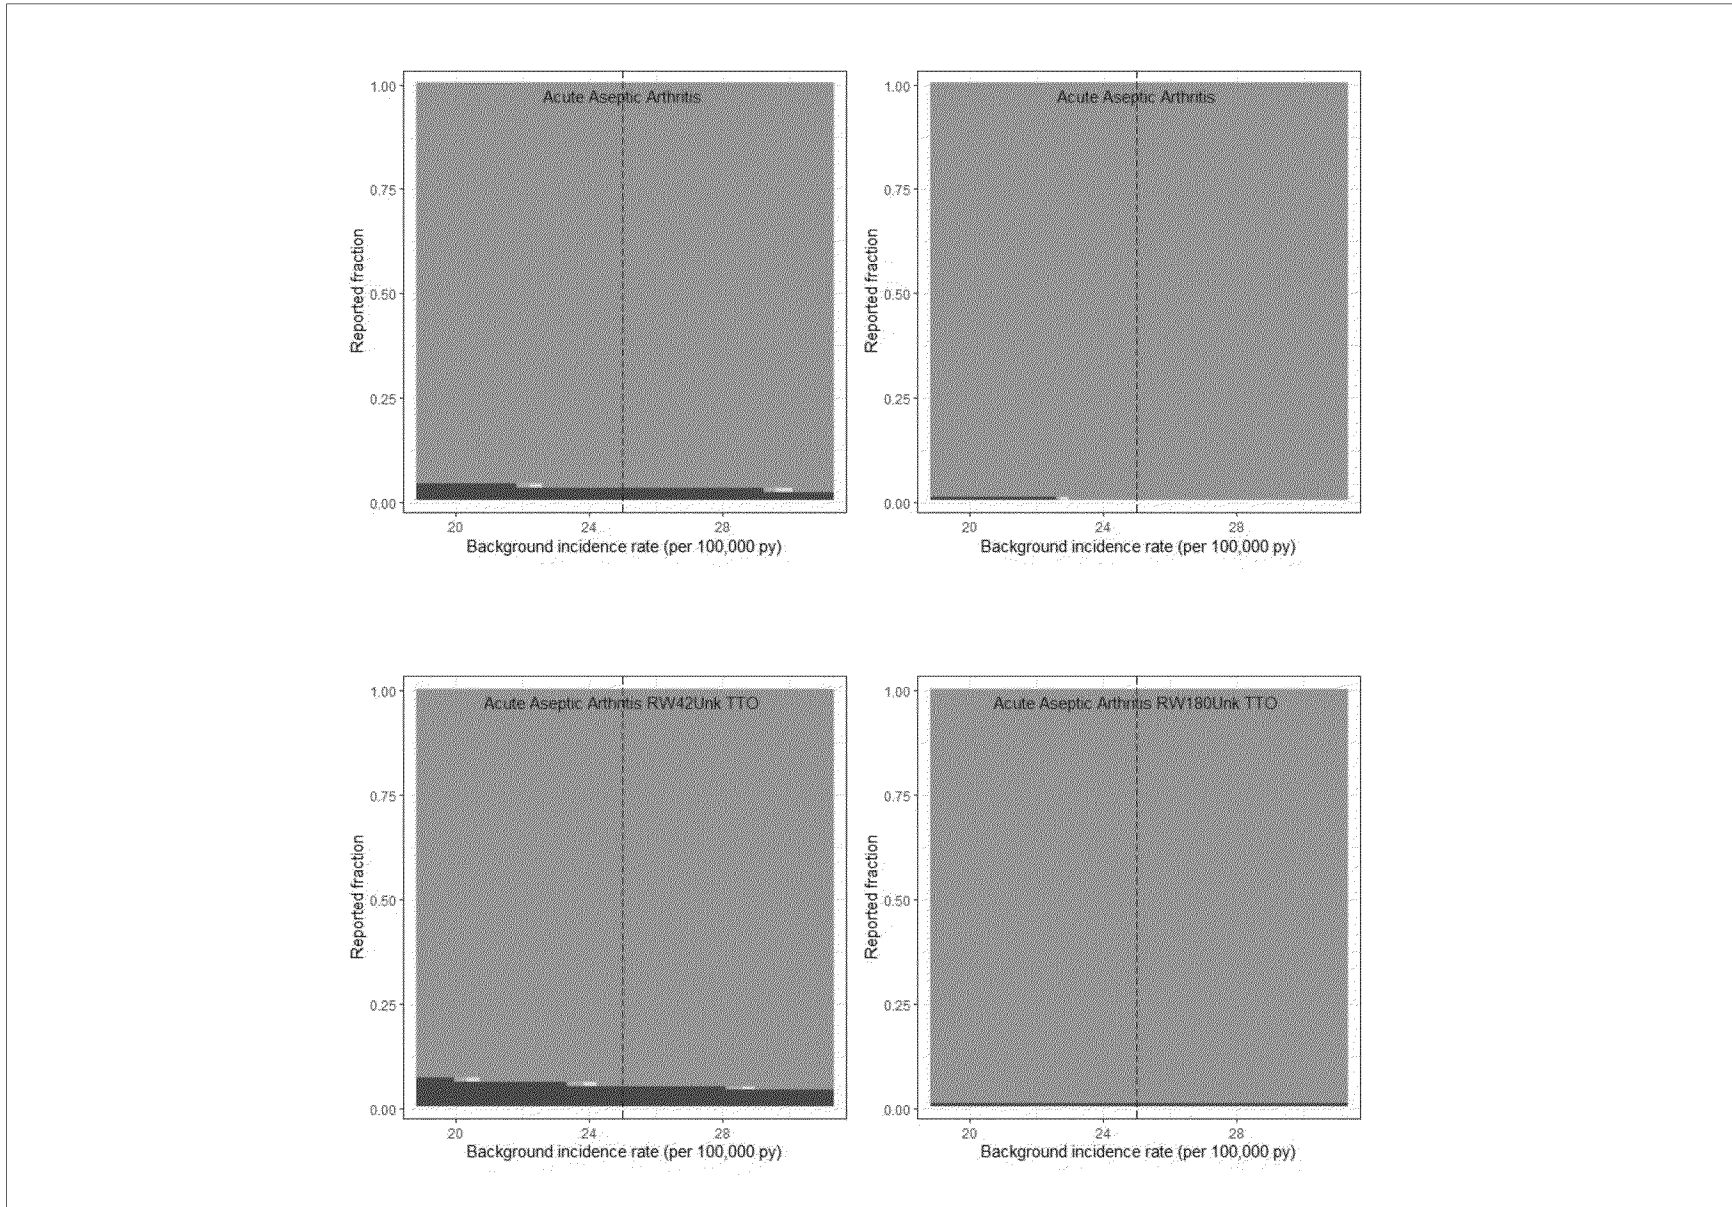 Acute Aseptic Arthritis
1.00
0.75
0.50
0.25
0.00
Reported fraction
20 24 28
Background incidence rate (per 100,000 py)
Acute Aseptic Arthritis
1.00
0.75
0.50
0.25
0.00
Reported fraction
20 24 28
Background incidence rate (per 100,000 py)
Acute Aseptic Arthritis RW42Unk TTO
1.00
0.75
0.50
0.25
0.00
Reported fraction
20 24 28
Background incidence rate (per 100,000 py)
Acute Aseptic Arthritis RW180Unk TTO
1.00
0.75
0.50
0.25
0.00
Reported fraction
20 24 28
Background incidence rate (per 100,000 py)